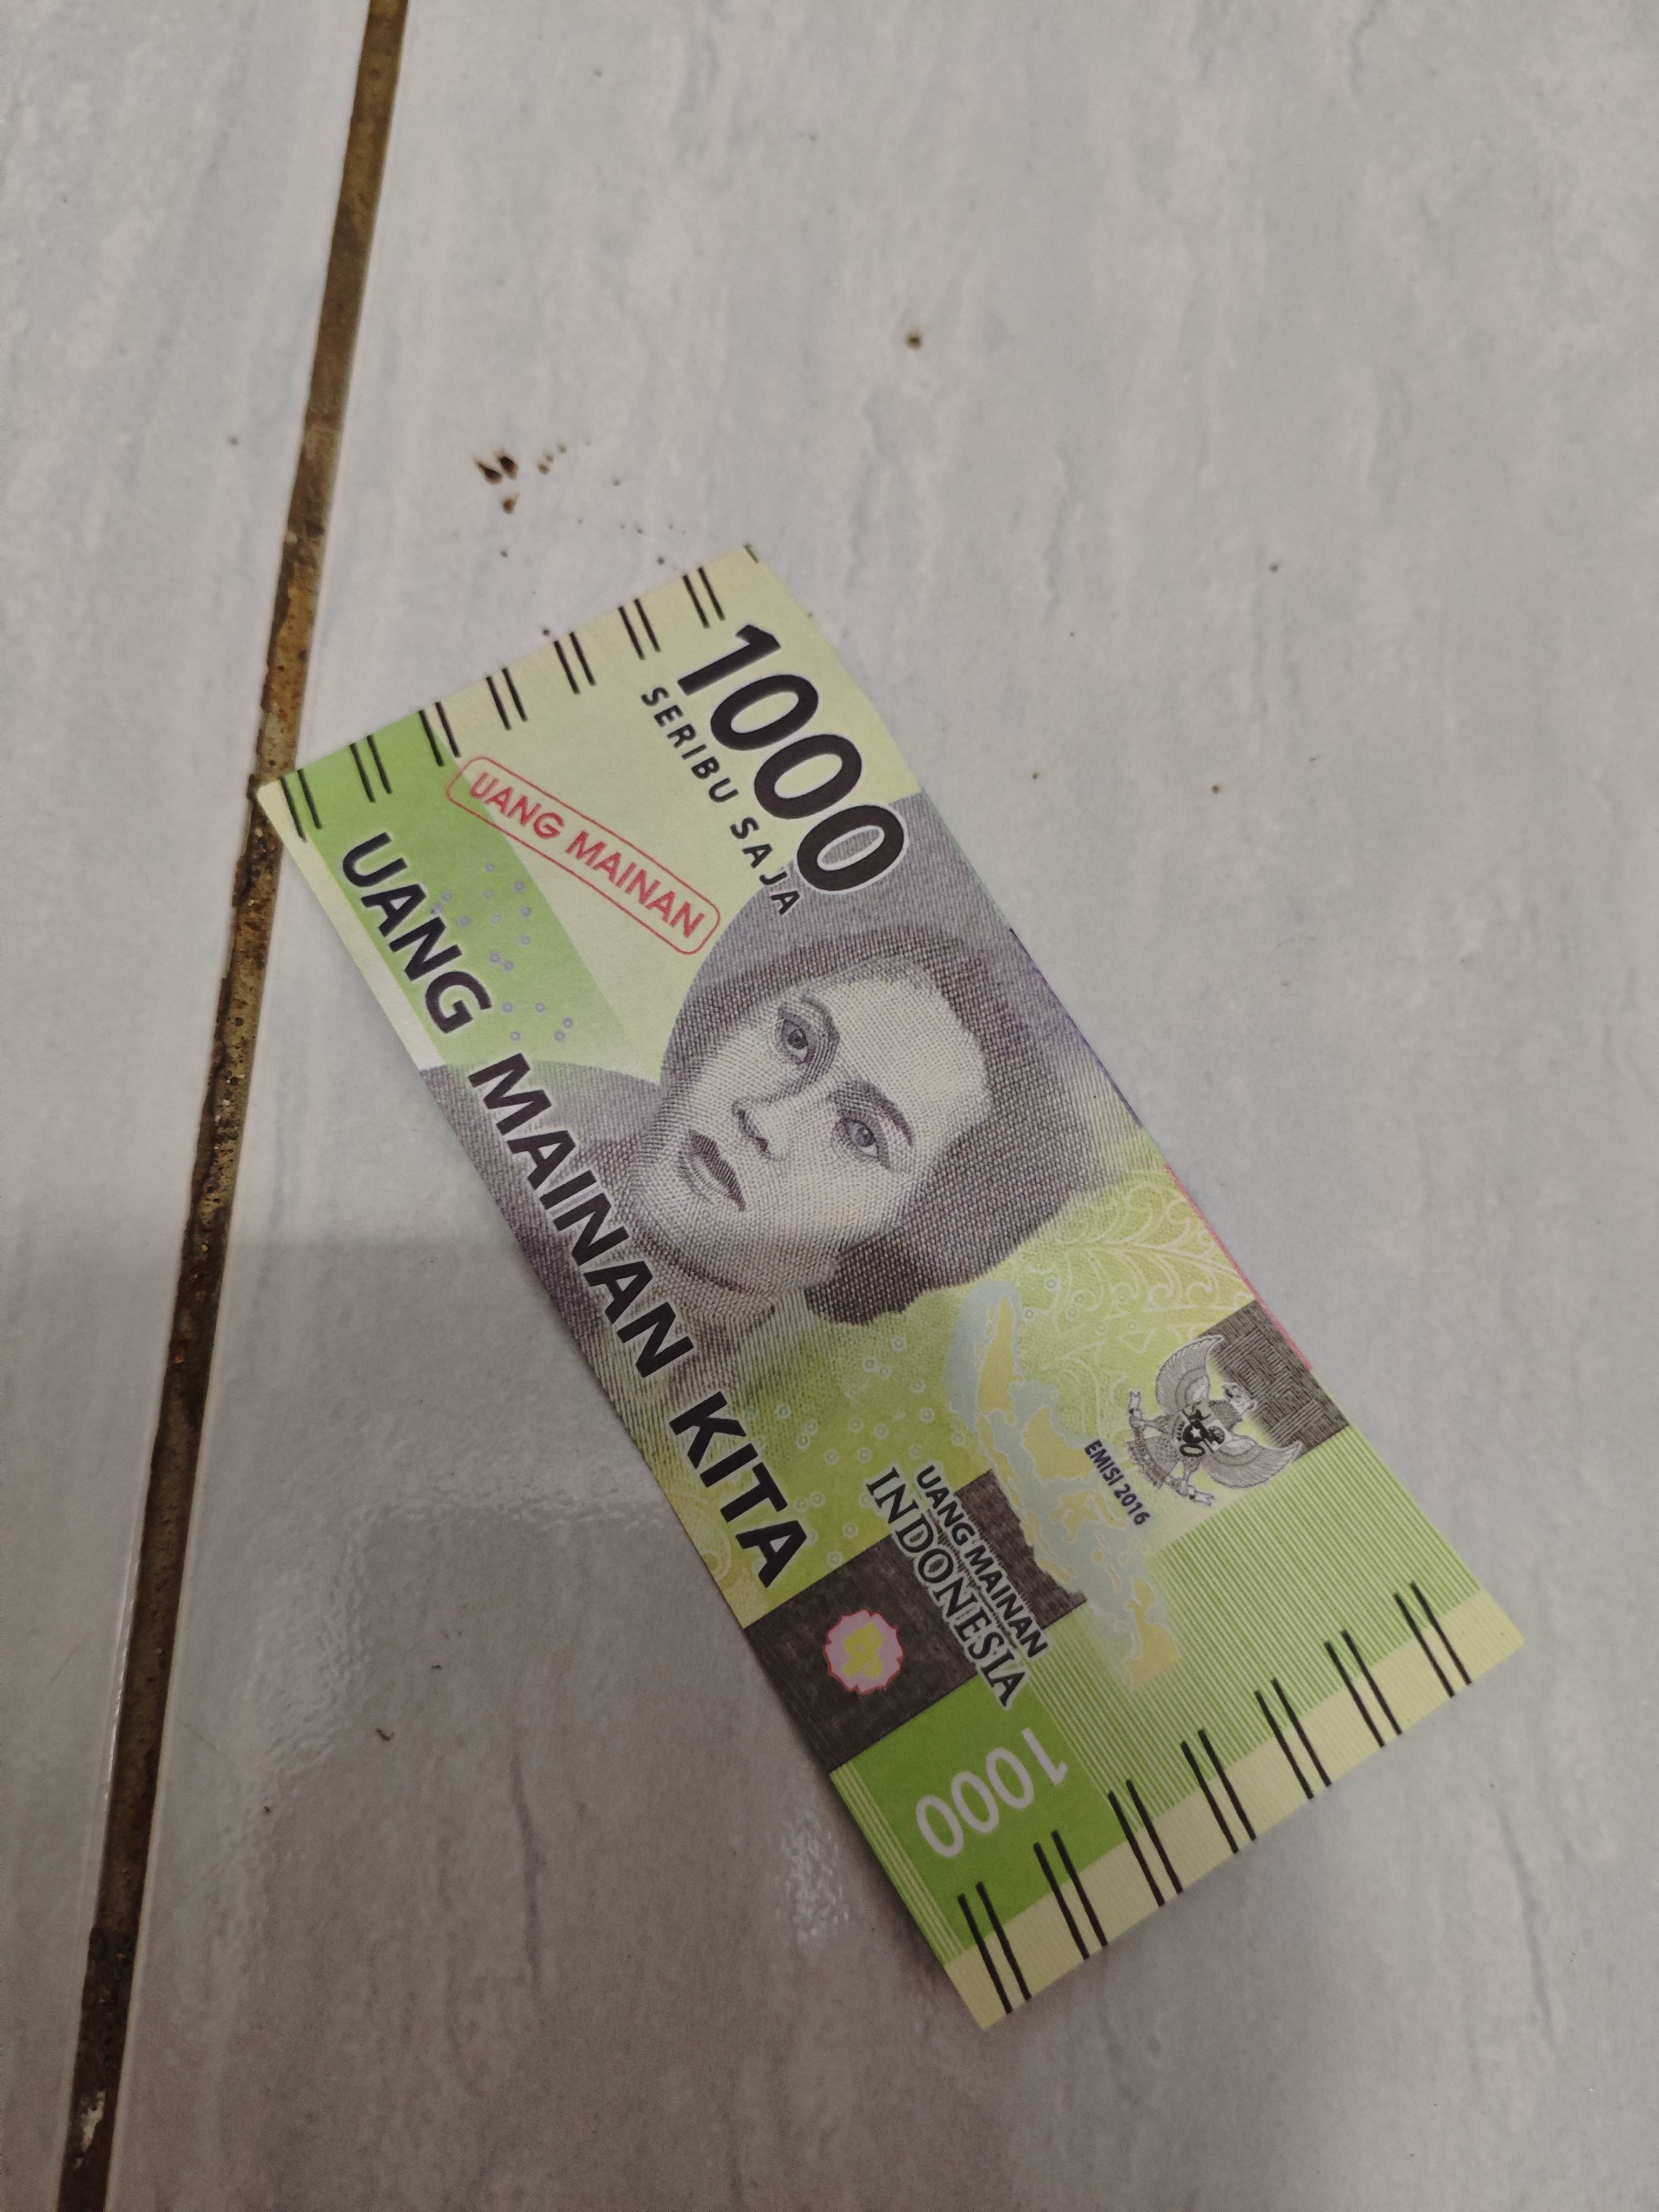 1000
SERIBU SAJA
UANG MAINAN
UANG MAINAN KITA
EMISI 2016
UANG MAINAN
INDONESIA
1000